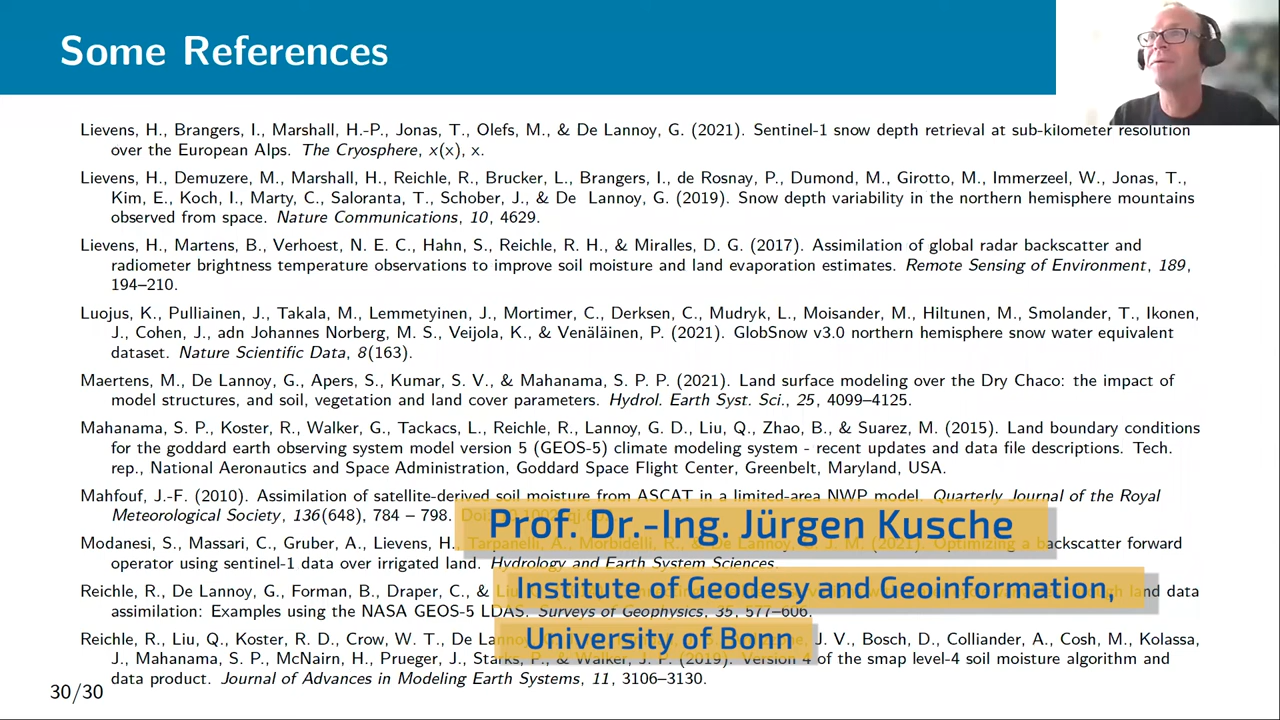 Some References
Lievens, H., Brangers, I., Marshall, H.-P., Jonas, T., Olefs, M., & De Lannoy, G. (2021). Sentinel-1 snow depth retrieval at sub-kilometer resolution
over the European Alps. The Cryosphere, x(x), x.
Lievens, H., Demuzere, M., Marshall, H., Reichle, R., Brucker, L., Brangers, I., de Rosnay, P., Dumond, M., Girotto, M., Immerzeel, W., Jonas, T.,
Kim, E., Koch, I., Marty, C., Saloranta, T., Schober, J., & De Lannoy, G. (2019). Snow depth variability in the northern hemisphere mountains
observed from space. Nature Communications, 10, 4629.
Lievens, H., Martens, B., Verhoest, N. E. C., Hahn, S., Reichle, R. H., & Miralles, D. G. (2017). Assimilation of global radar backscatter and
radiometer brightness temperature observations to improve soil moisture and land evaporation estimates. Remote Sensing of Environment, 189,
194–210.
Luojus, K., Pulliainen, J., Takala, M., Lemmetyinen, J., Mortimer, C., Derksen, C., Mudryk, L., Moisander, M., Hiltunen, M., Smolander, T., Ikonen,
J., Cohen, J., adn Johannes Norberg, M. S., Veijola, K., & Venäläinen, P. (2021). GlobSnow v3.0 northern hemisphere snow water equivalent
dataset. Nature Scientific Data, 8(163).
Maertens, M., De Lannoy, G., Apers, S., Kumar, S. V., & Mahanama, S. P. P. (2021). Land surface modeling over the Dry Chaco: the impact of
model structures, and soil, vegetation and land cover parameters. Hydrol. Earth Syst. Sci., 25, 4099–4125.
Mahanama, S. P., Koster, R., Walker, G., Tackacs, L., Reichle, R., Lannoy, G. D., Liu, Q., Zhao, B., & Suarez, M. (2015). Land boundary conditions
for the goddard earth observing system model version 5 (GEOS-5) climate modeling system - recent updates and data file descriptions. Tech.
rep., National Aeronautics and Space Administration, Goddard Space Flight Center, Greenbelt, Maryland, USA.
Mahfouf, J.-F. (2010). Assimilation of satellite-derived soil moisture from ASCAT in a limited-area NWP model. Quarterly Journal of the Royal
Meteorological Society, 136(648), 784 – 798.
Prof. Dr.-Ing. Jürgen Kusche
Modanesi, S., Massari, C., Gruber, A., Lievens, H., Tarpanelli, A., Morbidelli, R., & De Lannoy, J. M. (2021). Optimizing a backscatter forward
operator using sentinel-1 data over irrigated land. Hydrology and Earth System Sciences.
Institute of Geodesy and Geoinformation,
Reichle, R., De Lannoy, G., Forman, B., Draper, C., & land data
assimilation: Examples using the NASA GEOS-5 LDAS. Surveys of Geophysics, 35, 577–606.
University of Bonn
Reichle, R., Liu, Q., Koster, R. D., Crow, W. T., De J. V., Bosch, D., Colliander, A., Cosh, M., Kolassa,
J., Mahanama, S. P., McNairn, H., Prueger, J., Starks, P., & Walker, J. P. (2019). Version 4 of the smap level-4 soil moisture algorithm and
data product. Journal of Advances in Modeling Earth Systems, 11, 3106–3130.
30/30